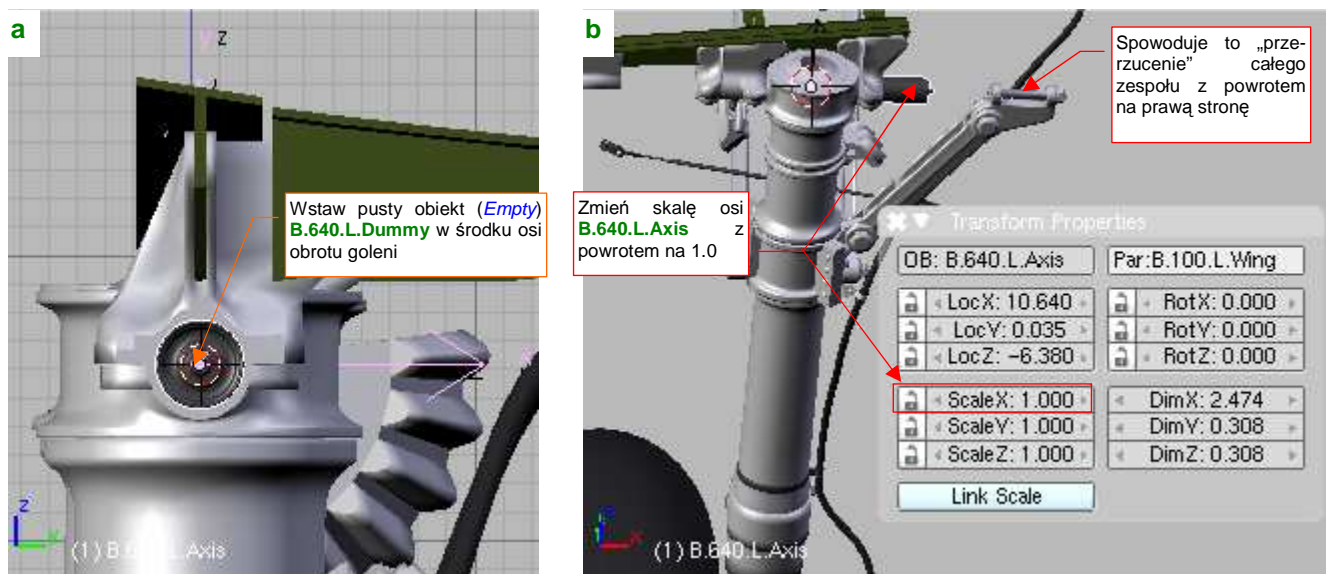 a
z
Wstaw pusty obiekt (Empty)
B.640.L.Dummy w środku osi
obrotu goleni
z
x
(1) B.640.L.Axis
b
Spowoduje to „prze-
rzucenie” całego
zespołu z powrotem
na prawą stronę
Zmień skalę osi
B.640.L.Axis z
powrotem na 1.0
Transform Properties
OB: B.640.L.Axis
Par:B.100.L.Wing
LocX: 10.640
RotX: 0.000
LocY: 0.035
RotY: 0.000
LocZ: -6.380
RotZ: 0.000
ScaleX: 1.000
DimX: 2.474
ScaleY: 1.000
DimY: 0.308
ScaleZ: 1.000
DimZ: 0.308
Link Scale
(1) B.640.L.Axis